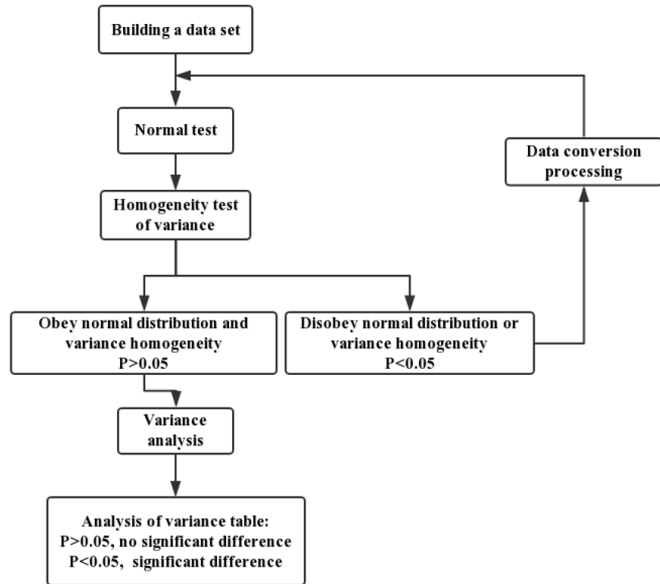 Building a data set
Normal test
Data conversion
processing
Homogeneity test
of variance
Obey normal distribution and
variance homogeneity
P>0.05
Disobey normal distribution or
variance homogeneity
P<0.05
Variance
analysis
Analysis of variance table:
P>0.05, no significant difference
P<0.05, significant difference